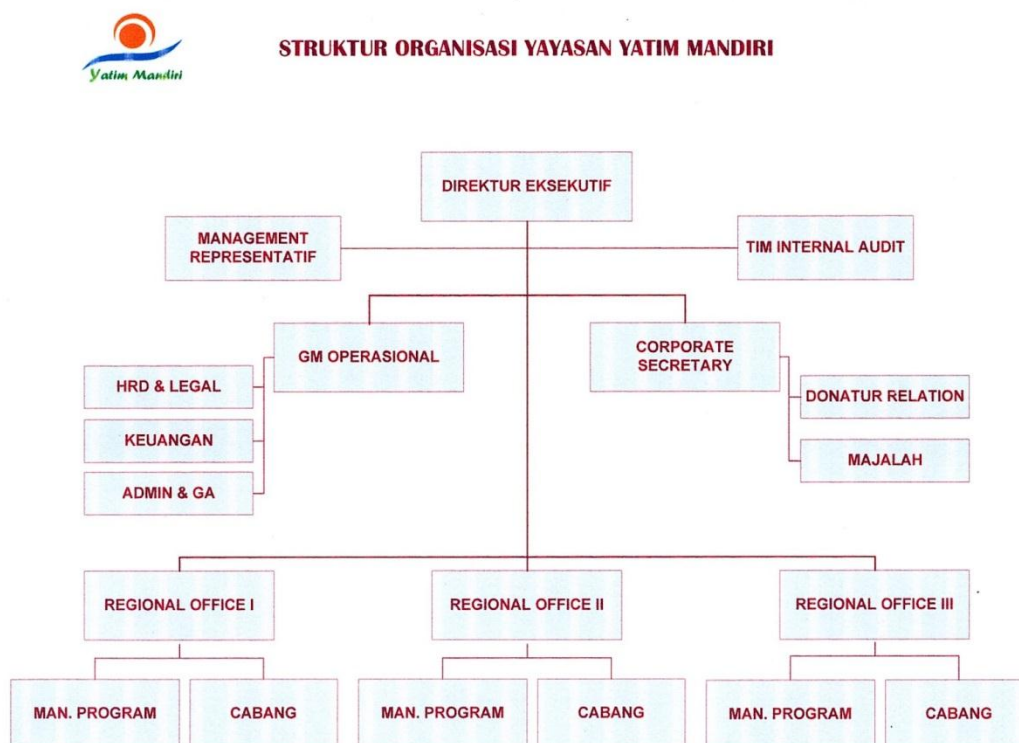 Yatim Mandiri
STRUKTUR ORGANISASI YAYASAN YATIM MANDIRI
DIREKTUR EKSEKUTIF
MANAGEMENT
REPRESENTATIF
TIM INTERNAL AUDIT
GM OPERASIONAL
CORPORATE
SECRETARY
HRD & LEGAL
KEUANGAN
ADMIN & GA
DONATUR RELATION
MAJALAH
REGIONAL OFFICE I
REGIONAL OFFICE II
REGIONAL OFFICE III
MAN. PROGRAM
CABANG
MAN. PROGRAM
CABANG
MAN. PROGRAM
CABANG